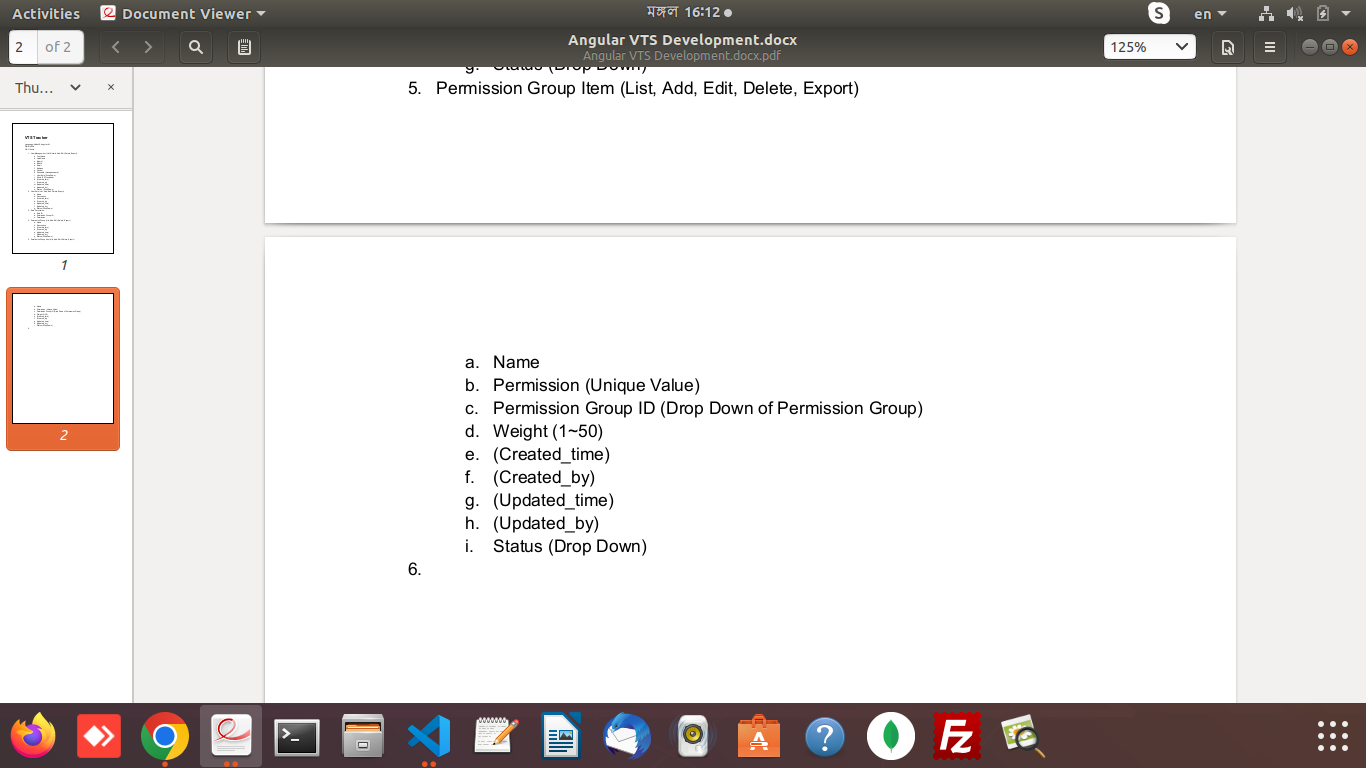 Activities
Document Viewer
মঙ্গল 16:12
en
2 of 2
Angular VTS Development.docx
Angular VTS Development.docx.pdf
125%
Thu...
g. Status (Drop Down)
5. Permission Group Item (List, Add, Edit, Delete, Export)
1
2
a. Name
b. Permission (Unique Value)
c. Permission Group ID (Drop Down of Permission Group)
d. Weight (1~50)
e. (Created_time)
f. (Created_by)
g. (Updated_time)
h. (Updated_by)
i. Status (Drop Down)
6.